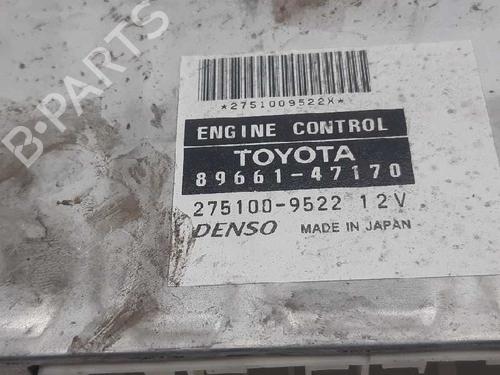 B-PARTS
*2751009522X*
ENGINE CONTROL
TOYOTA
89661-47170
275100-9522 12V
DENSO MADE IN JAPAN